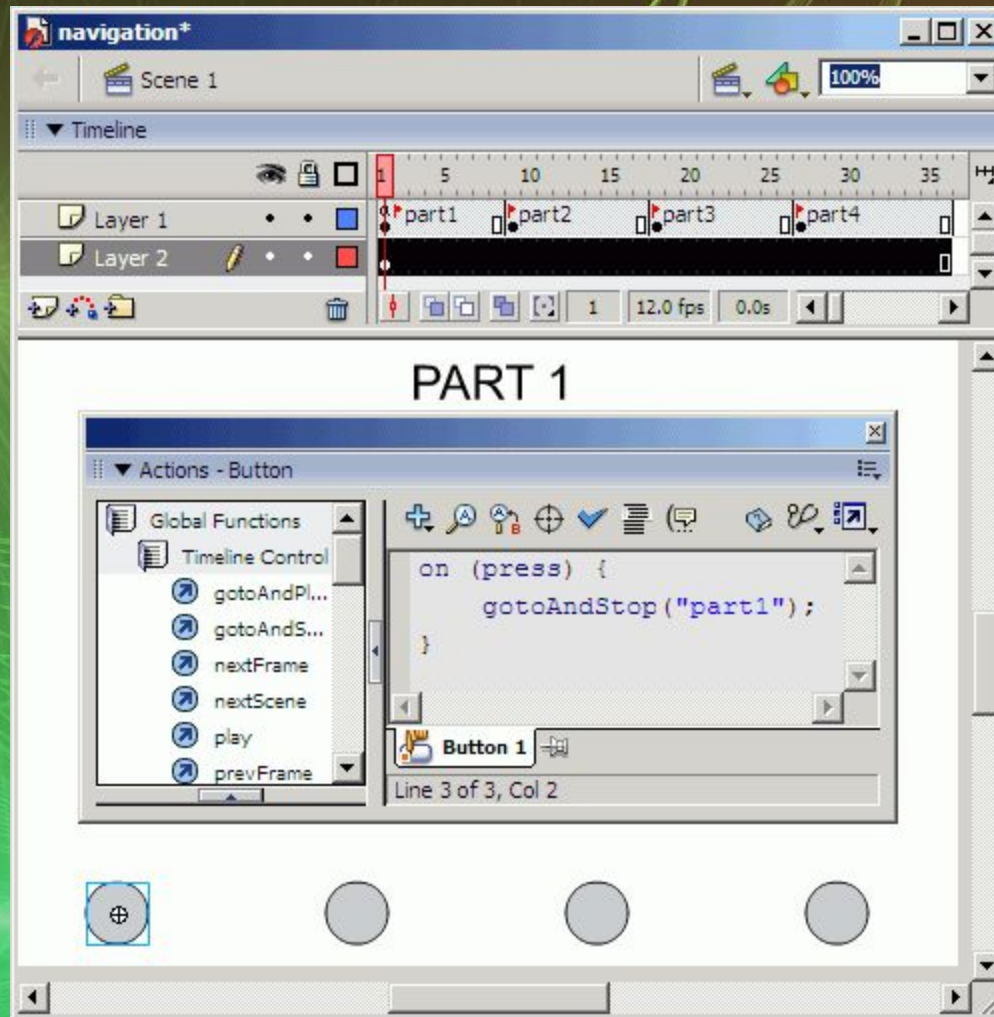 navigation*
Scene 1
100%
Timeline
1 5 10 15 20 25 30 35
Layer 1 part1 part2 part3 part4
Layer 2
1 12.0 fps 0.0s
PART 1
Actions - Button
Global Functions
Timeline Control
gotoAndPl...
gotoAndS...
nextFrame
nextScene
play
prevFrame
on (press) {
gotoAndStop("part1");
}
Button 1
Line 3 of 3, Col 2